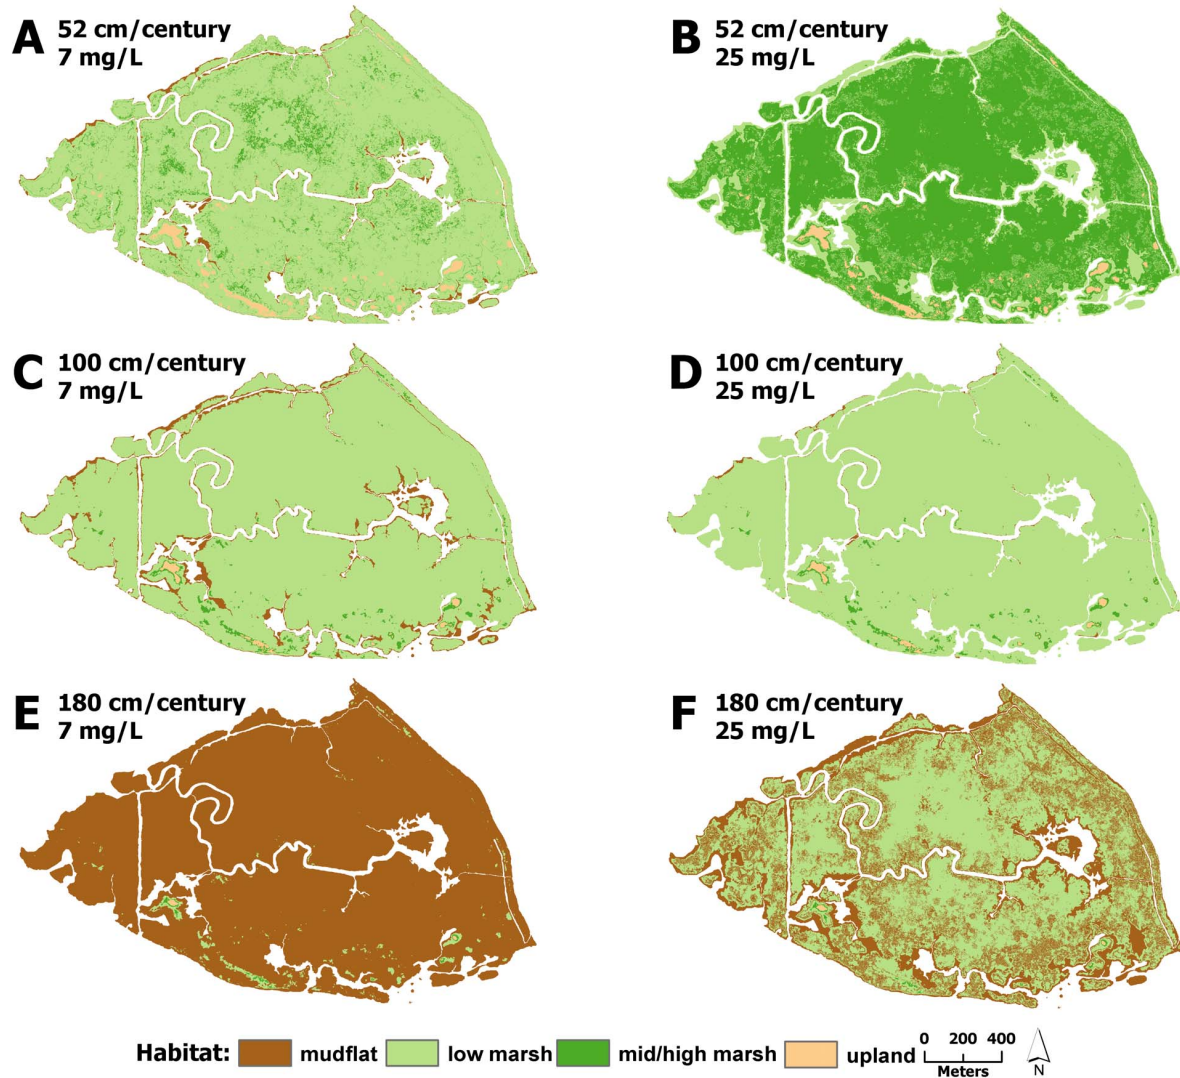 A 52 cm/century
7 mg/L
B 52 cm/century
25 mg/L
C 100 cm/century
7 mg/L
D 100 cm/century
25 mg/L
E 180 cm/century
7 mg/L
F 180 cm/century
25 mg/L
Habitat: mudflat low marsh mid/high marsh upland
0 200 400
Meters
N